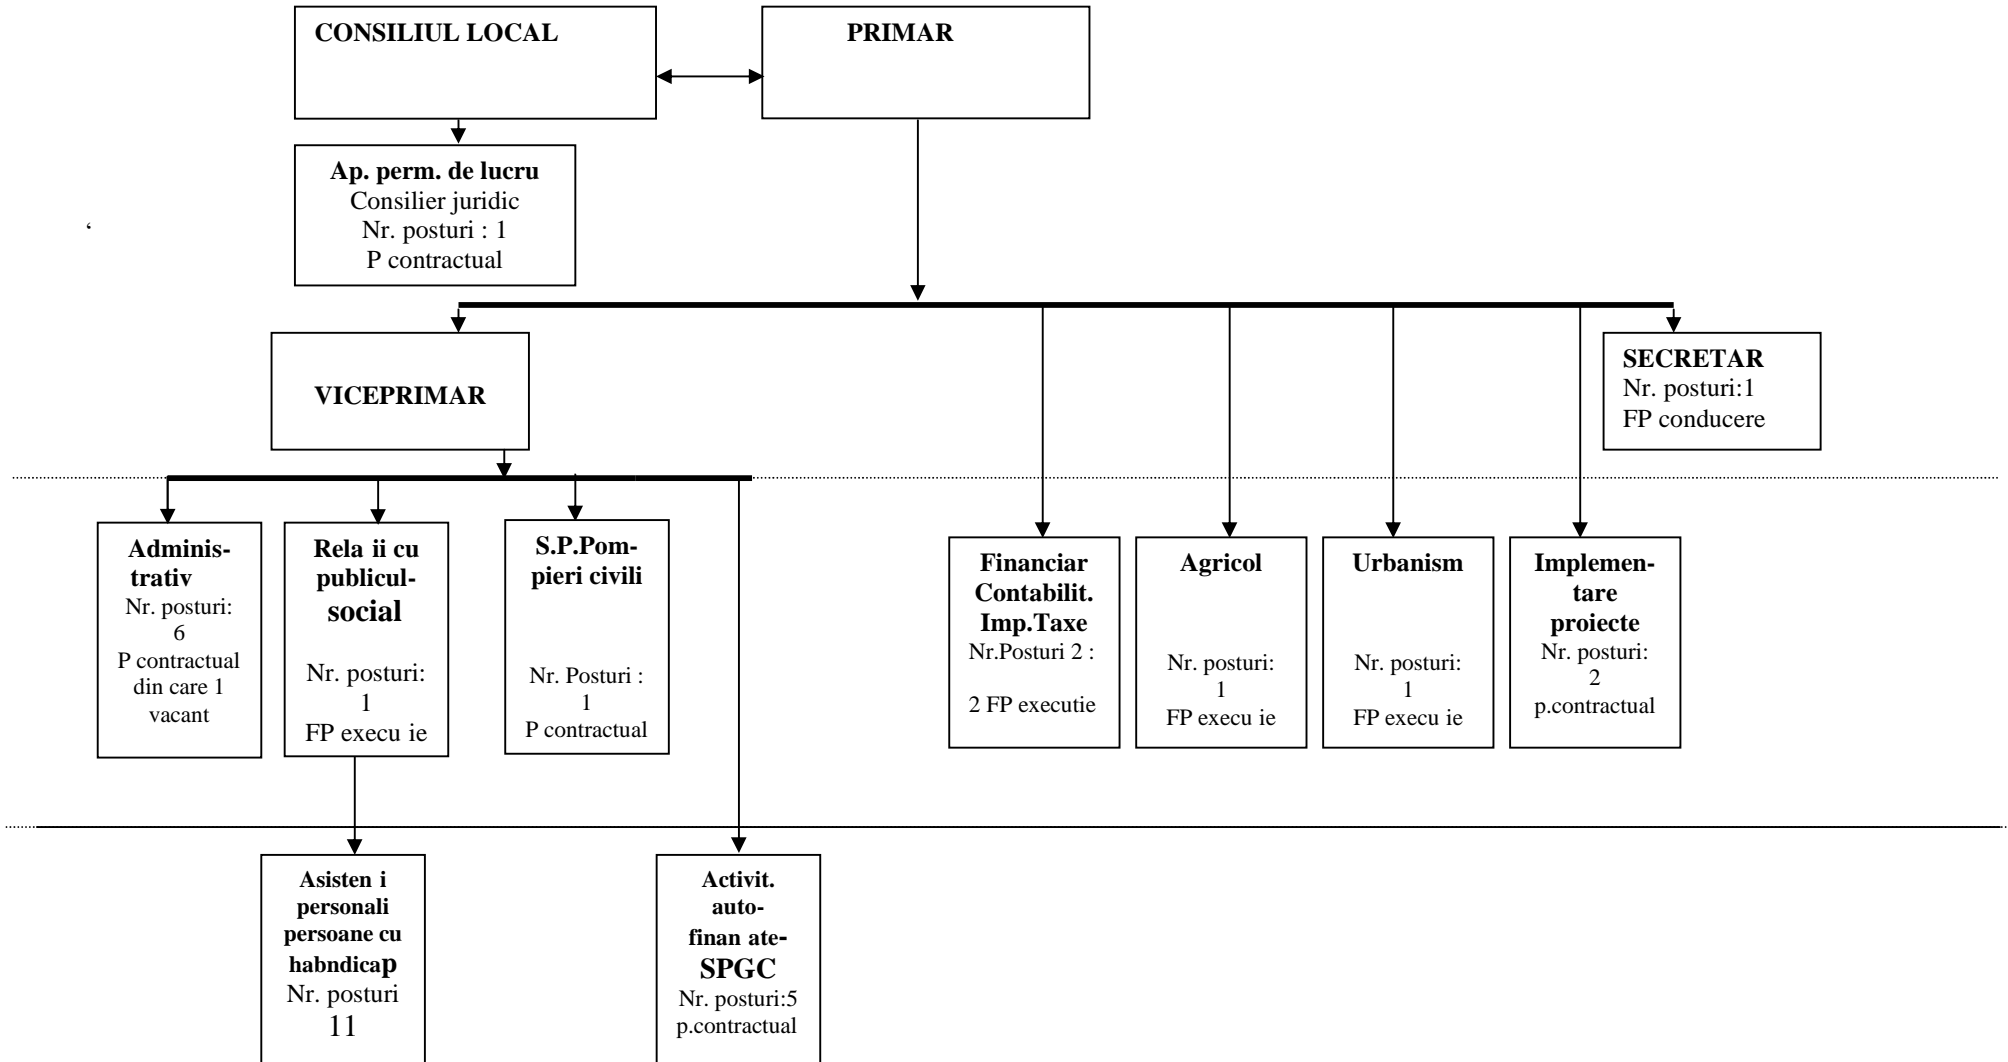 CONSILIUL LOCAL
PRIMAR
Ap. perm. de lucru
Consilier juridic
Nr. posturi : 1
P contractual
‘
VICEPRIMAR
SECRETAR
Nr. posturi:1
FP conducere
Adminis-
trativ
Nr. posturi:
6
P contractual
din care 1
vacant
Rela ii cu
publicul-
social
Nr. posturi:
1
FP execu ie
S.P.Pom-
pieri civili
Nr. Posturi :
1
P contractual
Financiar
Contabilit.
Imp.Taxe
Nr.Posturi 2 :
2 FP executie
Agricol
Nr. posturi:
1
FP execu ie
Urbanism
Nr. posturi:
1
FP execu ie
Implemen-
tare
proiecte
Nr. posturi:
2
p.contractual
Asisten i
personali
persoane cu
habndicap
Nr. posturi
11
Activit.
auto-
finan ate-
SPGC
Nr. posturi:5
p.contractual